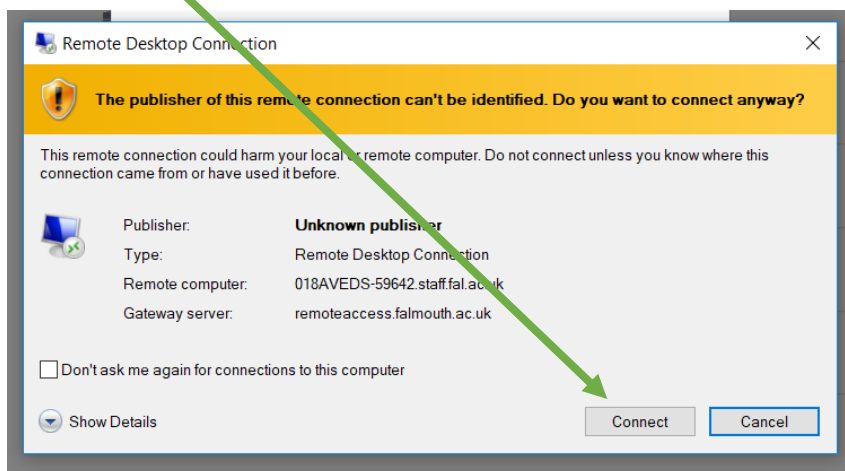 Remote Desktop Connection
The publisher of this remote connection can't be identified. Do you want to connect anyway?
This remote connection could harm your local or remote computer. Do not connect unless you know where this
connection came from or have used it before.
Publisher: Unknown publisher
Type: Remote Desktop Connection
Remote computer: 018AVEDS-59642.staff.fal.ac.uk
Gateway server: remoteaccess.falmouth.ac.uk
Don't ask me again for connections to this computer
Show Details Connect Cancel